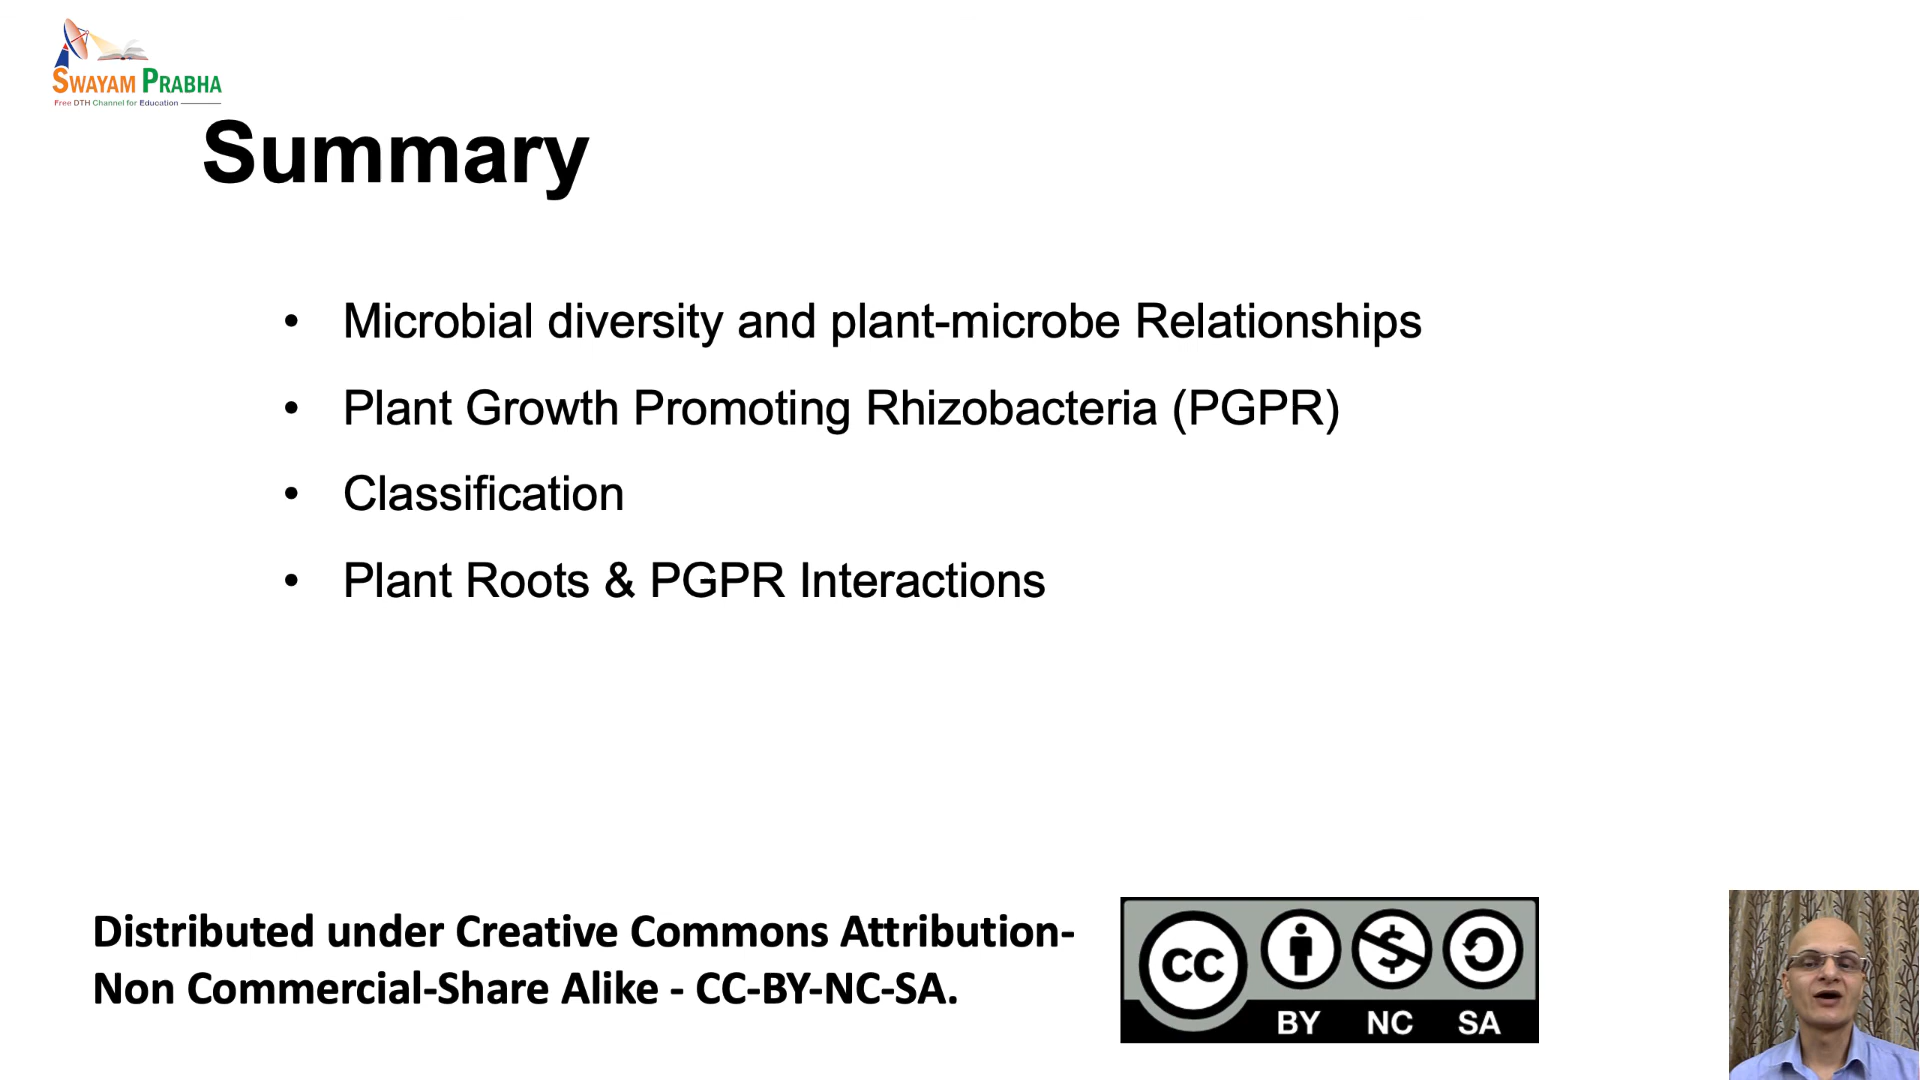 SWAYAM PRABHA
Free DTH Channel for Education
Summary
• Microbial diversity and plant-microbe Relationships
• Plant Growth Promoting Rhizobacteria (PGPR)
• Classification
• Plant Roots & PGPR Interactions
Distributed under Creative Commons Attribution-
Non Commercial-Share Alike - CC-BY-NC-SA.
cc
BY NC SA